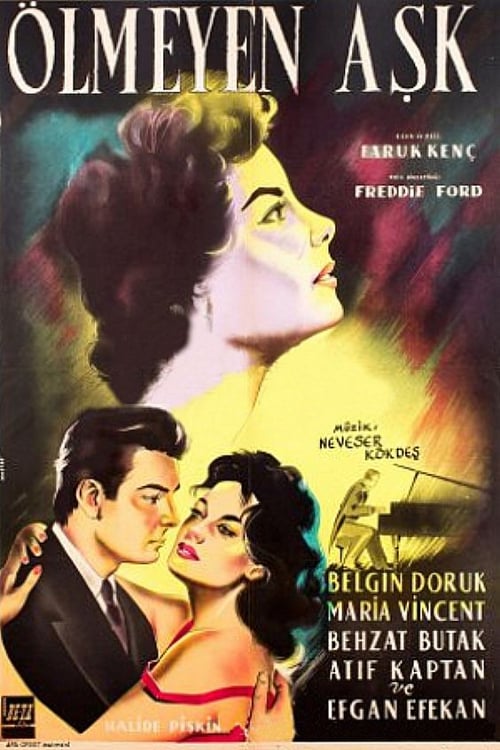 ÖLMEYEN AŞK
FARUK KENÇ
FREDDIE FORD
MÜZİK:
NEVESER
KÖKDEŞ
BELGİN DORUK
MARIA VINCENT
BEHZAT BUTAK
ATIF KAPTAN
ve
EFGAN EFEKAN
HALİDE PİŞKİN